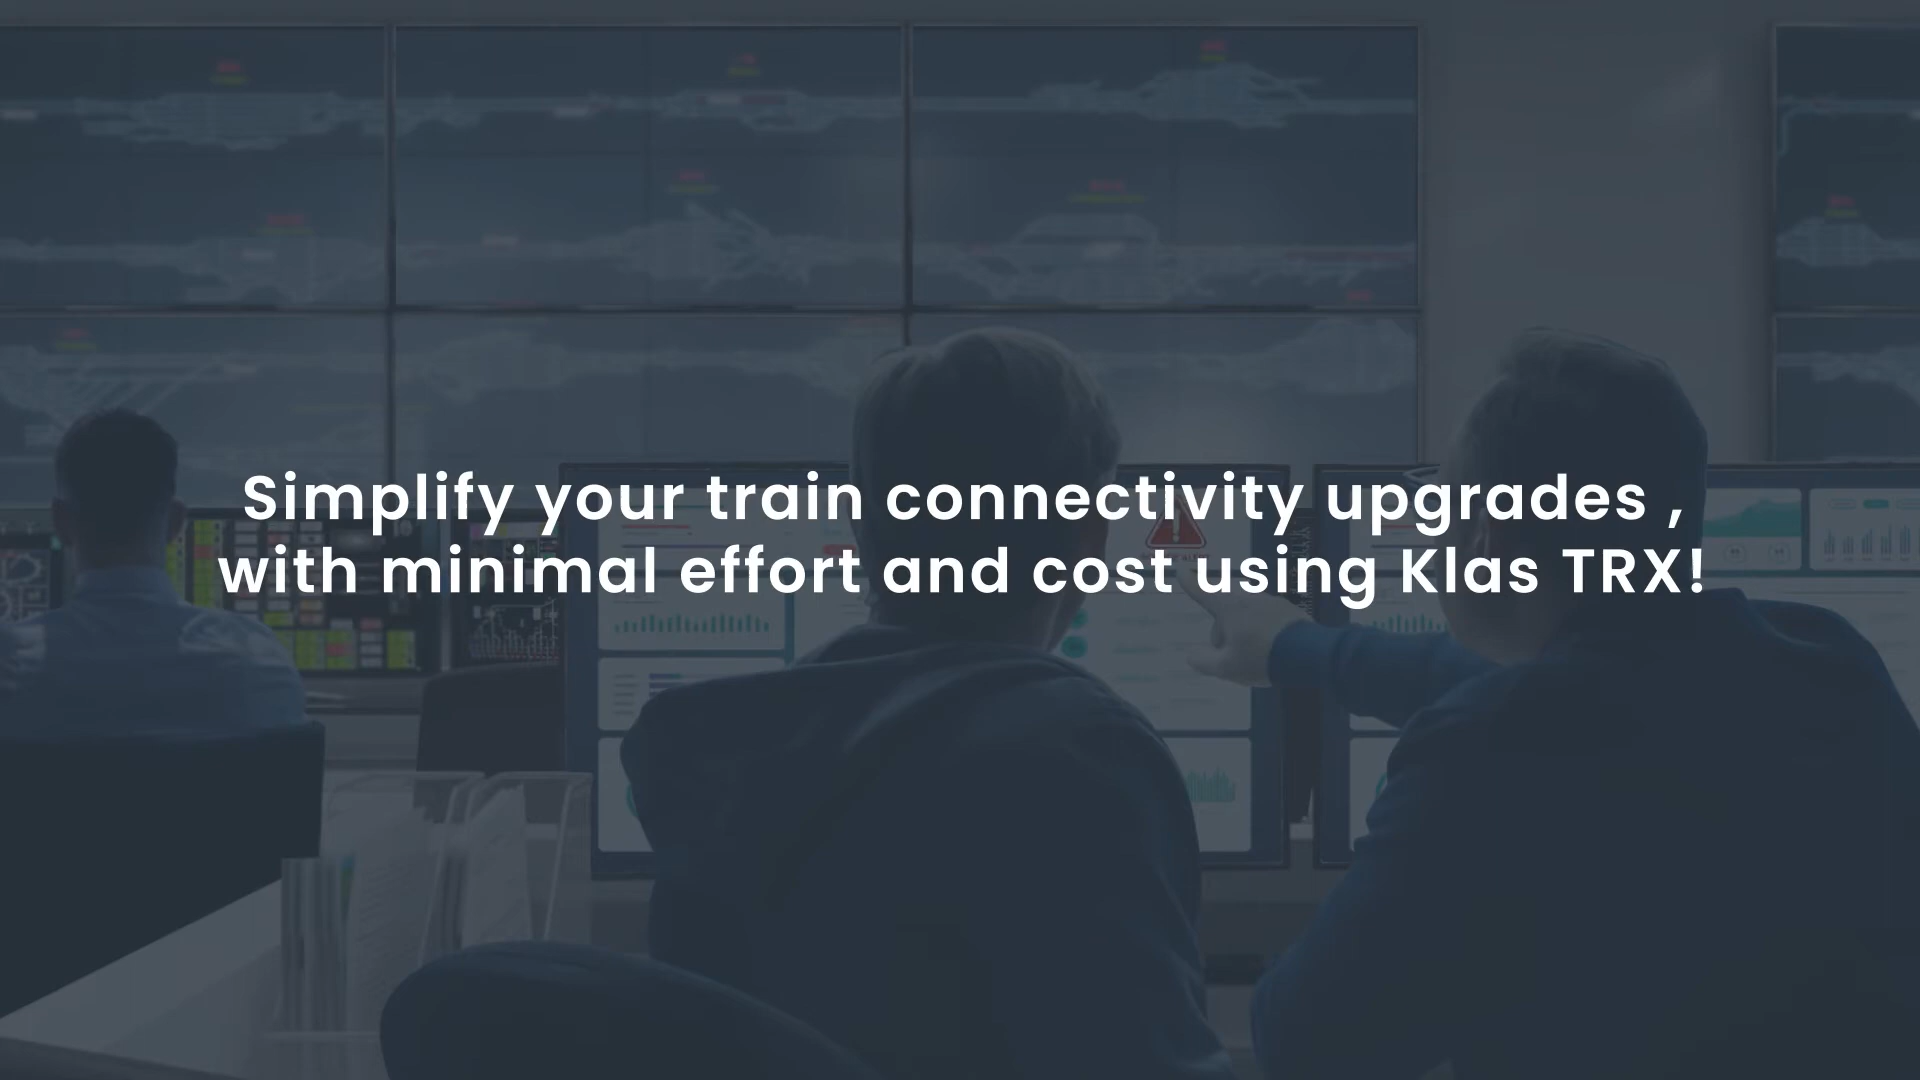 Simplify your train connectivity upgrades ,
with minimal effort and cost using Klas TRX!